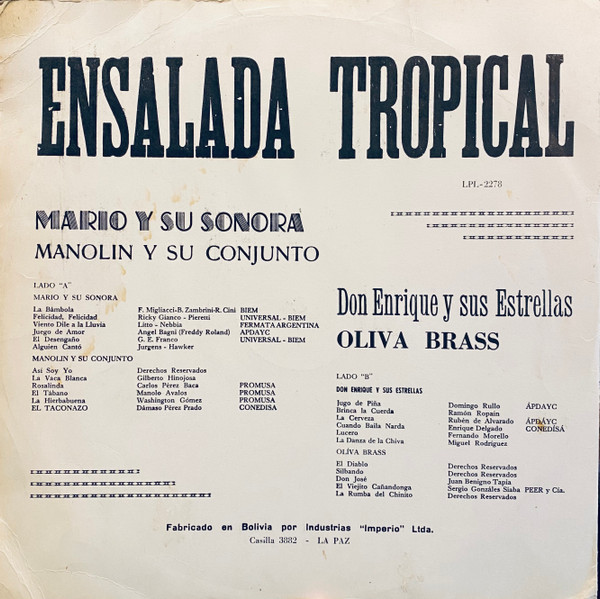 ENSALADA TROPICAL
LPL-2278
MARIO Y SU SONORA
MANOLIN Y SU CONJUNTO
LADO "A"
MARIO Y SU SONORA
La Bámbola F. Migliacci-B. Zambrini-R. Cini BIEM
Felicidad, Felicidad Ricky Gianco - Pieretti UNIVERSAL - BIEM
Viento Dile a la Lluvia Litto - Nebbia FERMATA ARGENTINA
Juego de Amor Angel Bagni (Freddy Roland) APDAYC
El Desengaño G. E. Franco UNIVERSAL - BIEM
Alguien Cantó Jurgens - Hawker
MANOLIN Y SU CONJUNTO
Así Soy Yo Derechos Reservados
La Vaca Blanca Gilberto Hinojosa
Rosalinda Carlos Pérez Baca PROMUSA
El Tábano Manolo Avalos PROMUSA
La Hierbabuena Washington Gómez PROMUSA
EL TACONAZO Dámaso Pérez Prado CONEDISA
Don Enrique y sus Estrellas
OLIVA BRASS
LADO "B"
DON ENRIQUE Y SUS ESTRELLAS
Jugo de Piña Domingo Rullo ÁPDAYC
Brinca la Cuerda Ramón Ropain
La Cerveza Rubén de Alvarado ÁPDÁYC
Cuando Baila Narda Enrique Delgado CONEDÍSÁ
Lucero Fernando Morello
La Danza de la Chiva Miguel Rodríguez
OLÍVA BRASS
El Diablo Derechos Reservados
Silbando Derechos Reservados
Don José Juan Benigno Tapia
El Viejito Cañandonga Sergio Gonzáles Siaba PEER y Cía.
La Rumba del Chinito Derechos Reservados
Fabricado en Bolivia por Industrias "Imperio" Ltda.
Casilla 3882 - LA PAZ